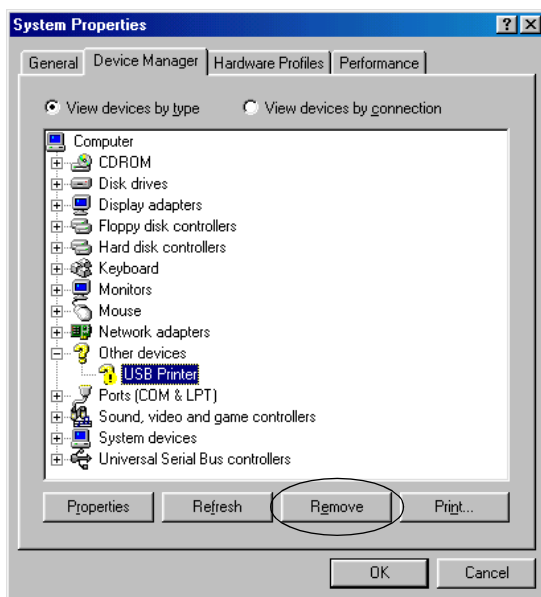 System Properties
General Device Manager Hardware Profiles Performance
View devices by type View devices by connection
Computer
CDROM
Disk drives
Display adapters
Floppy disk controllers
Hard disk controllers
Keyboard
Monitors
Mouse
Network adapters
Other devices
USB Printer
Ports (COM & LPT)
Sound, video and game controllers
System devices
Universal Serial Bus controllers
Properties Refresh Remove Print...
OK Cancel